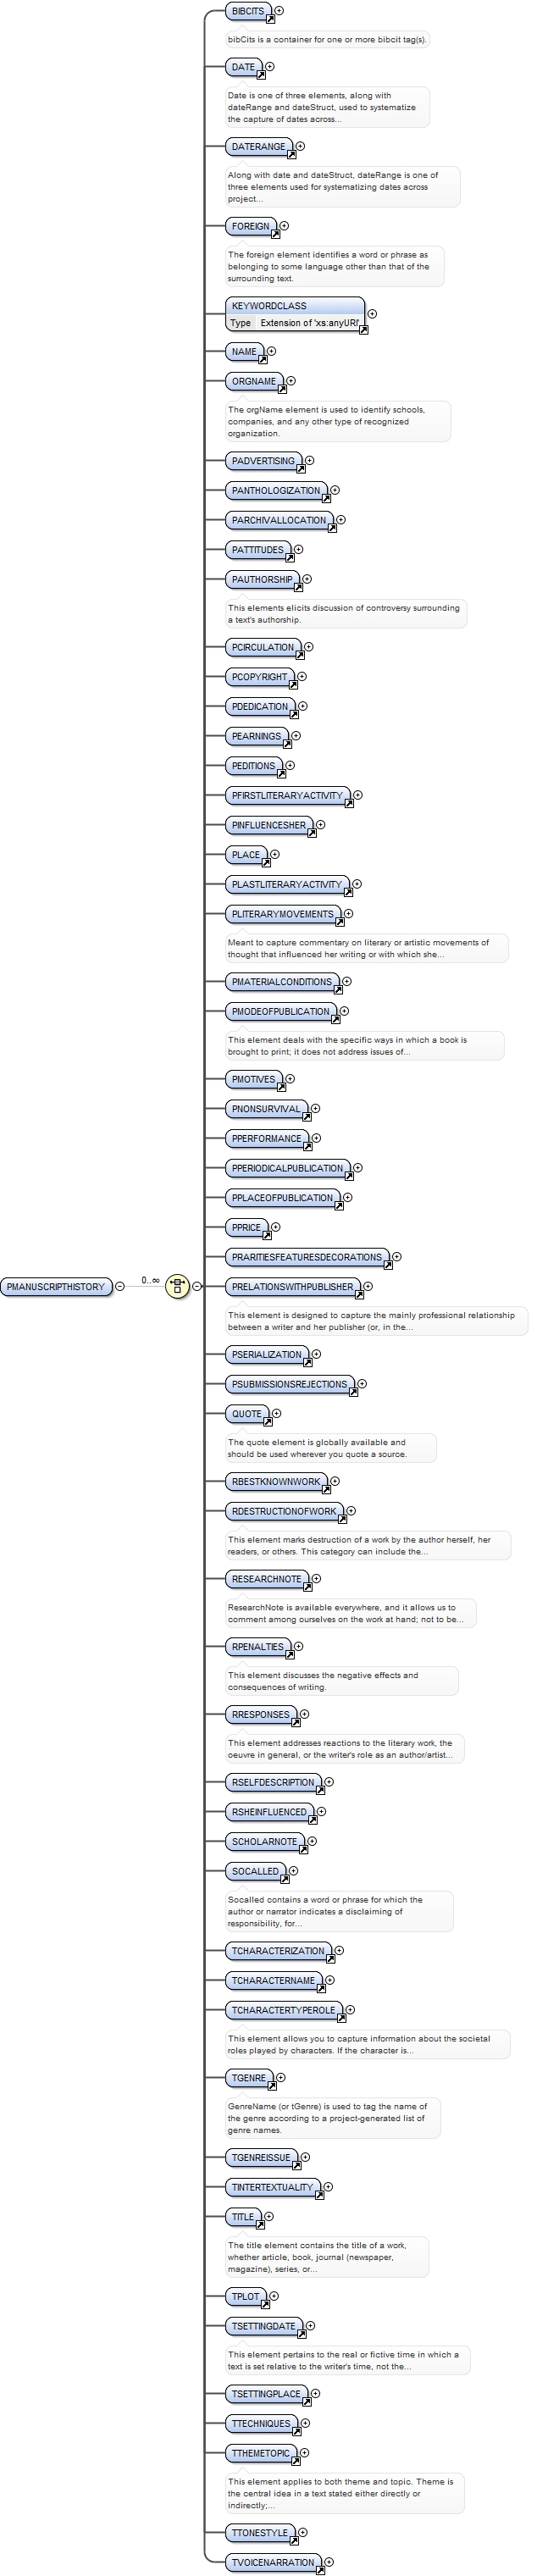 BIBCITS
bibCits is a container for one or more bibcit tag(s).
DATE
Date is one of three elements, along with
dateRange and dateStruct, used to systematize
the capture of dates across...
DATERANGE
Along with date and dateStruct, dateRange is one of
three elements used for systematizing dates across
project...
FOREIGN
The foreign element identifies a word or phrase as
belonging to some language other than that of the
surrounding text.
KEYWORDCLASS
Type Extension of 'xs:anyURI'
NAME
ORGNAME
The orgName element is used to identify schools,
companies, and any other type of recognized
organization.
PADVERTISING
PANTHOLOGIZATION
PARCHIVALLOCATION
PATTITUDES
PAUTHORSHIP
This elements elicits discussion of controversy surrounding
a text's authorship.
PCIRCULATION
PCOPYRIGHT
PDEDICATION
PEARNINGS
PEDITIONS
PFIRSTLITERARYACTIVITY
PINFLUENCESHER
PLACE
PLASTLITERARYACTIVITY
PLITERARYMOVEMENTS
Meant to capture commentary on literary or artistic movements of
thought that influenced her writing or with which she...
PMATERIALCONDITIONS
PMODEOFPUBLICATION
This element deals with the specific ways in which a book is
brought to print; it does not address issues of...
PMOTIVES
PNONSURVIVAL
PPERFORMANCE
PPERIODICALPUBLICATION
PPLACEOFPUBLICATION
PPRICE
PRARITIESFEATURESDECORATIONS
PMANUSCRIPTHISTORY 0..∞ PRELATIONSWITHPUBLISHER
This element is designed to capture the mainly professional relationship
between a writer and her publisher (or, in the...
PSERIALIZATION
PSUBMISSIONSREJECTIONS
QUOTE
The quote element is globally available and
should be used wherever you quote a source.
RBESTKNOWNWORK
RDESTRUCTIONOFWORK
This element marks destruction of a work by the author herself, her
readers, or others. This category can include the...
RESEARCHNOTE
ResearchNote is available everywhere, and it allows us to
comment among ourselves on the work at hand; not to be...
RPENALTIES
This element discusses the negative effects and
consequences of writing.
RRESPONSES
This element addresses reactions to the literary work, the
oeuvre in general, or the writer's role as an author/artist...
RSELFDESCRIPTION
RSHEINFLUENCED
SCHOLARNOTE
SOCALLED
Socalled contains a word or phrase for which the
author or narrator indicates a disclaiming of
responsibility, for...
TCHARACTERIZATION
TCHARACTERNAME
TCHARACTERTYPEROLE
This element allows you to capture information about the societal
roles played by characters. If the character is...
TGENRE
GenreName (or tGenre) is used to tag the name of
the genre according to a project-generated list of
genre names.
TGENREISSUE
TINTERTEXTUALITY
TITLE
The title element contains the title of a work,
whether article, book, journal (newspaper,
magazine), series, or...
TPLOT
TSETTINGDATE
This element pertains to the real or fictive time in which a
text is set relative to the writer's time, not the...
TSETTINGPLACE
TTECHNIQUES
TTHEMETOPIC
This element applies to both theme and topic. Theme is
the central idea in a text stated either directly or
indirectly;...
TTONESTYLE
TVOICENARRATION